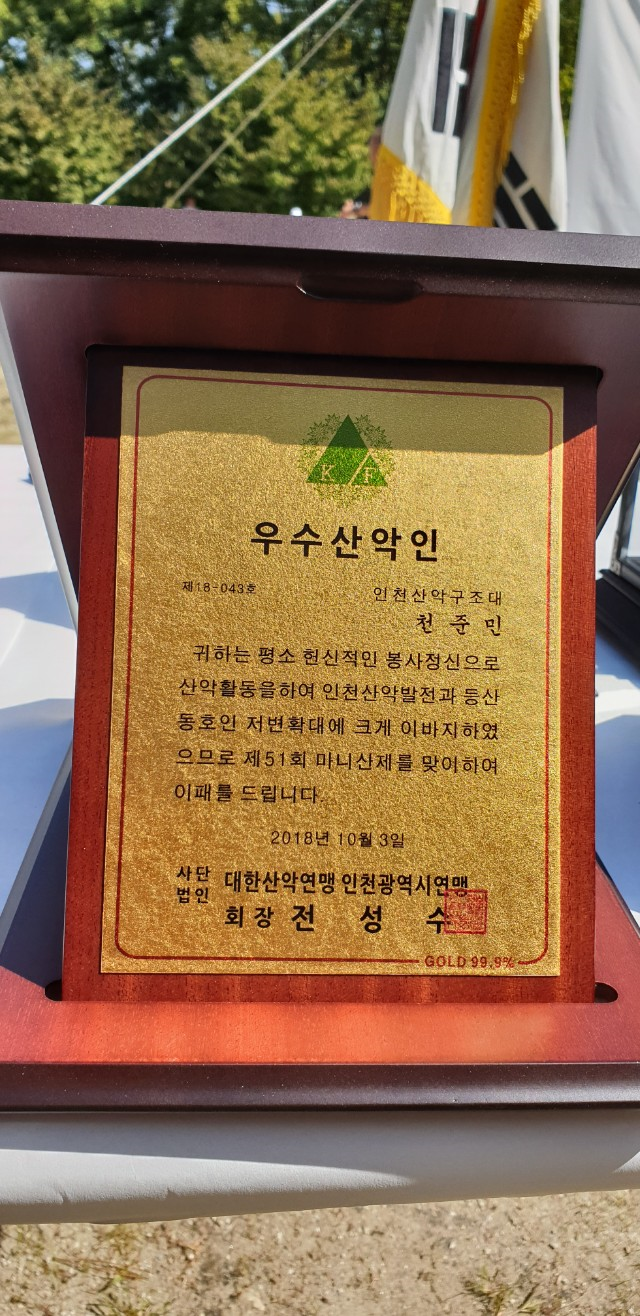 K F
우수산악인
제18-043호
인천산악구조대
천준민
귀하는 평소 헌신적인 봉사정신으로
산악활동을하여 인천산악발전과 등산
동호인 저변확대에 크게 이바지하였
으므로 제51회 마니산제를 맞이하여
이패를 드립니다.
2018년 10월 3일
사단법인 대한산악연맹 인천광역시연맹
회장 전 성 수
GOLD 99.9%